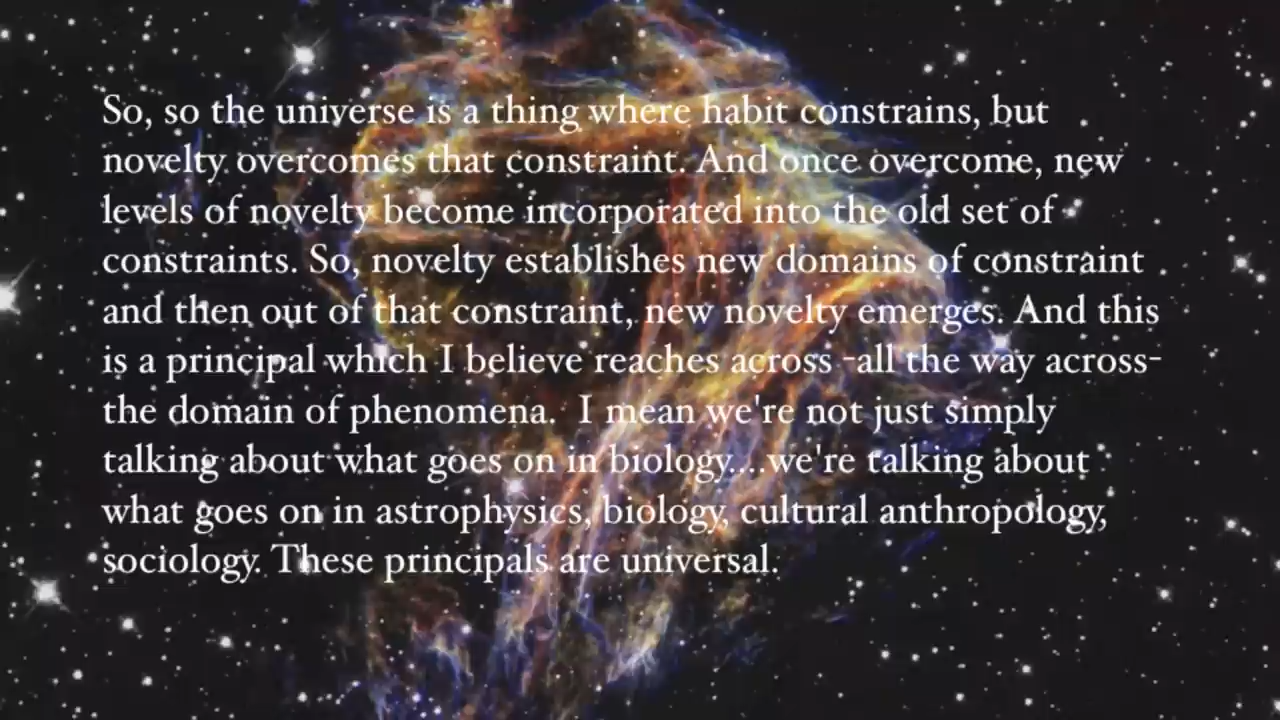 So, so the universe is a thing where habit constrains, but
novelty overcomes that constraint. And once overcome, new
levels of novelty become incorporated into the old set of
constraints. So, novelty establishes new domains of constraint
and then out of that constraint, new novelty emerges. And this
is a principal which I believe reaches across -all the way across-
the domain of phenomena.  I mean we're not just simply
talking about what goes on in biology....we're talking about
what goes on in astrophysics, biology, cultural anthropology,
sociology. These principals are universal.